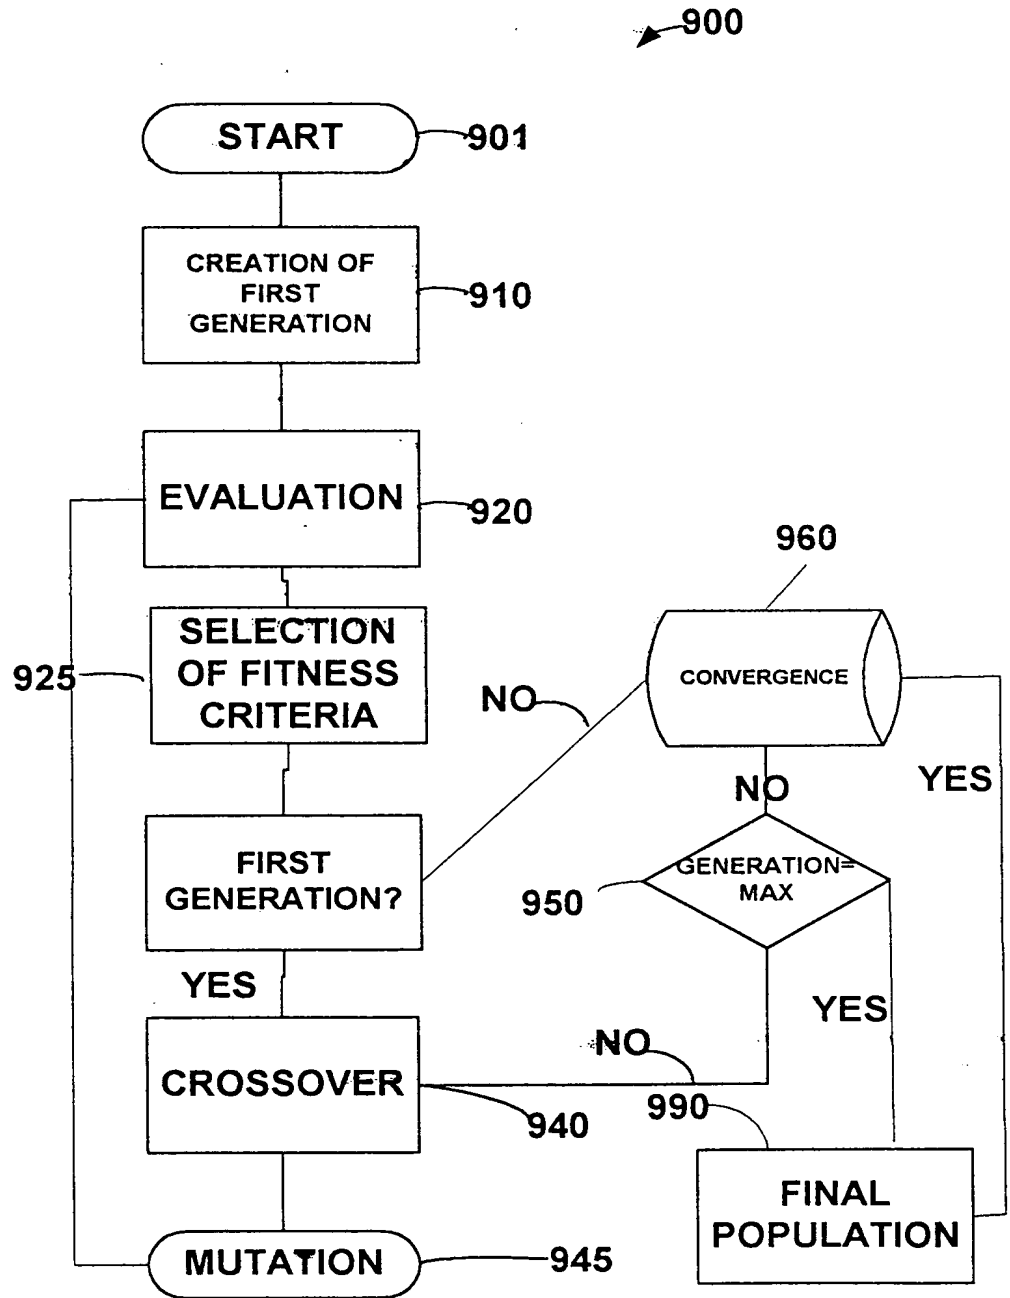 900
START
901
CREATION OF
FIRST
GENERATION
910
EVALUATION
920
960
SELECTION
OF FITNESS
CRITERIA
925
CONVERGENCE
NO
YES
NO
FIRST
GENERATION?
GENERATION=
MAX
950
YES
YES
NO
CROSSOVER
940
990
FINAL
POPULATION
MUTATION
945